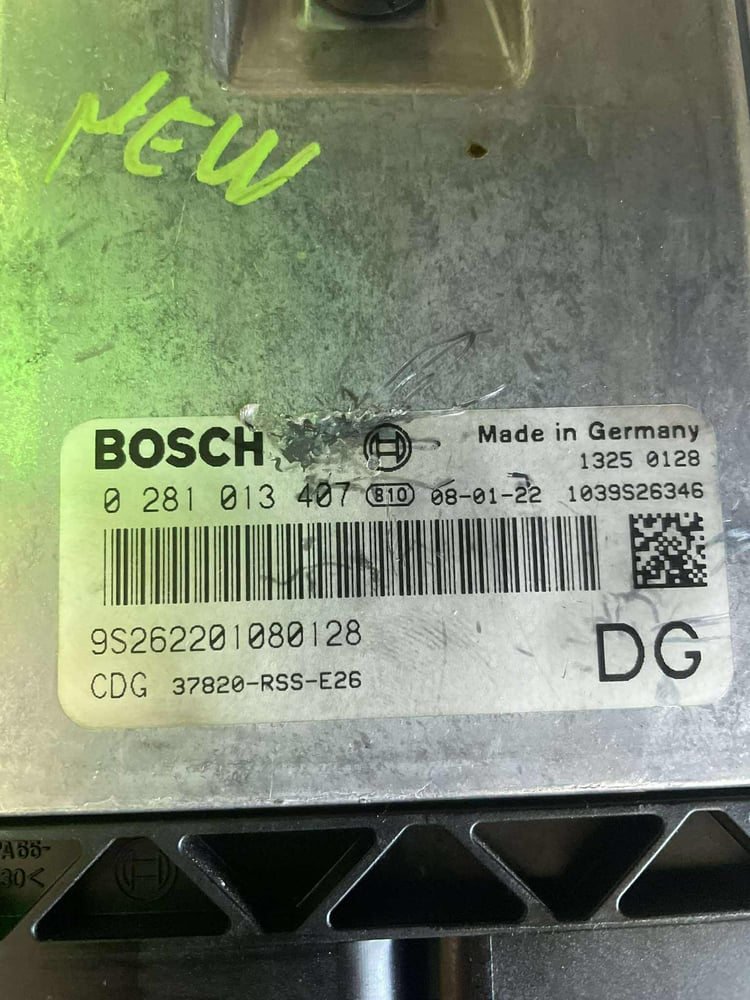 NEW
BOSCH
Made in Germany
1325 0128
0 281 013 407 810 08-01-22 1039S26346
9S262201080128
DG
CDG 37820-RSS-E26
30<